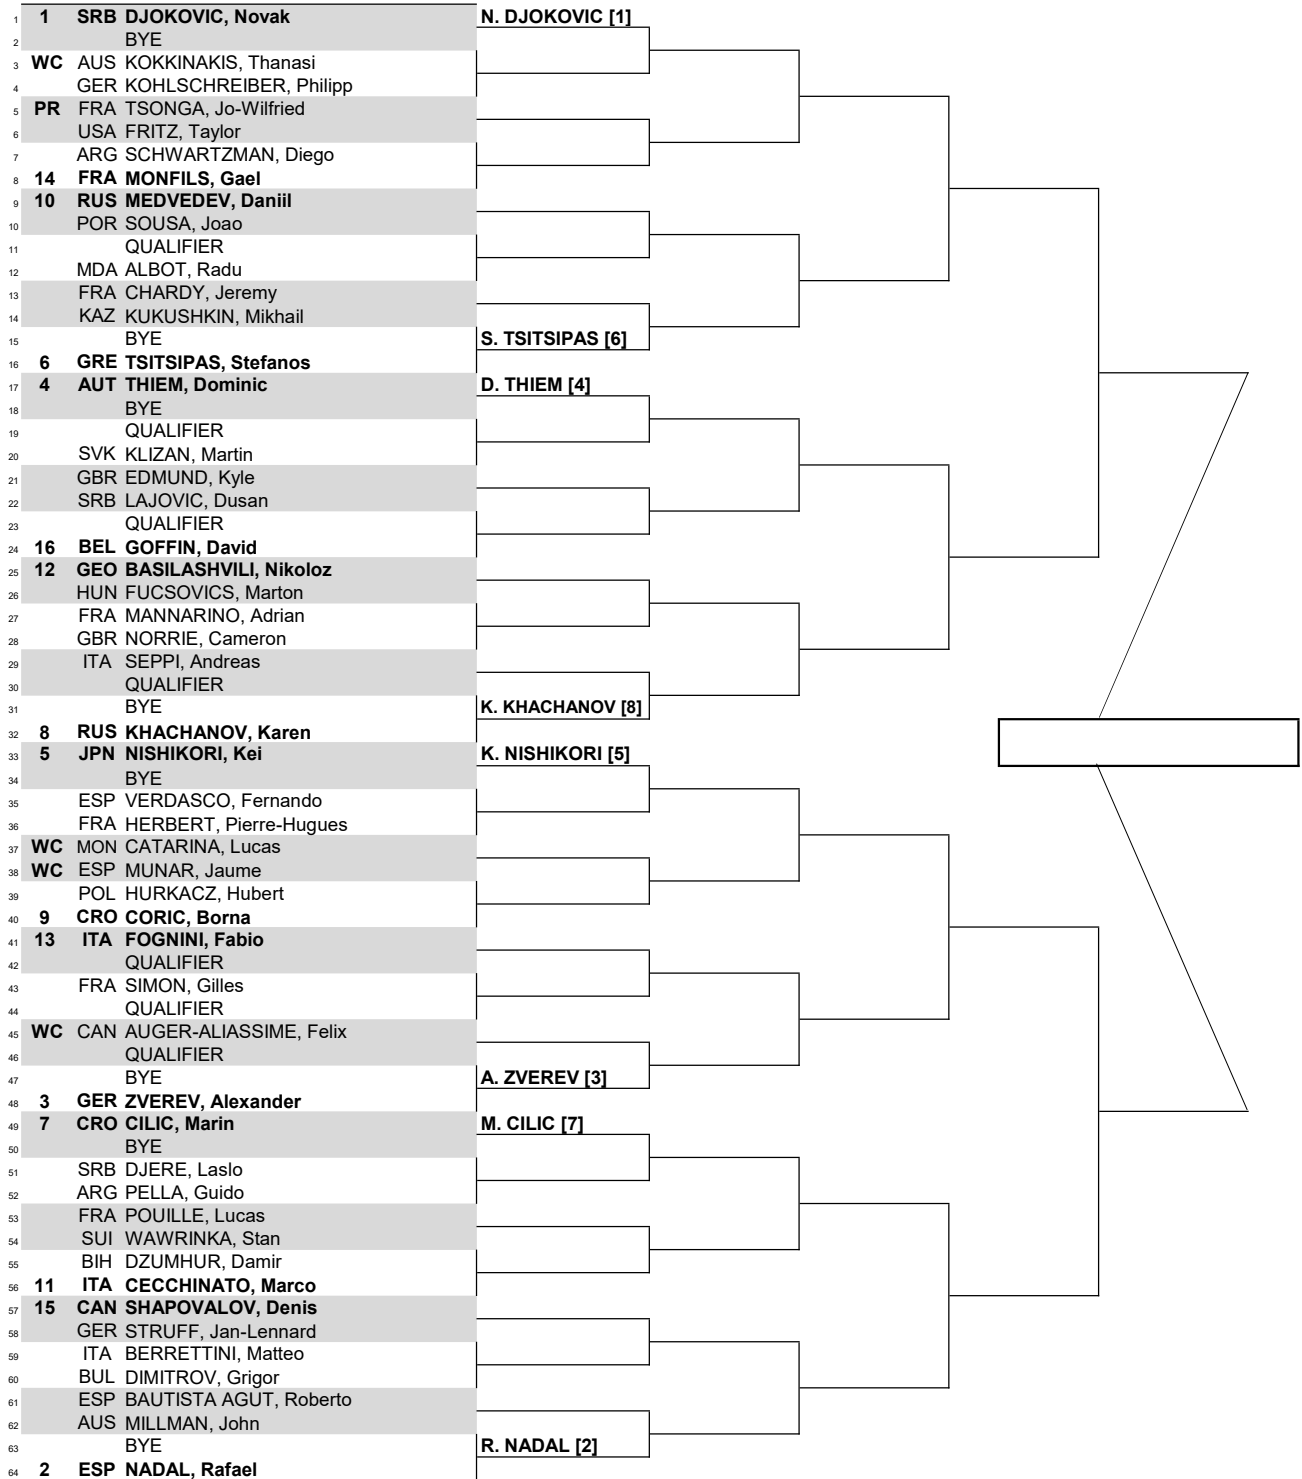 1 1 SRB DJOKOVIC, Novak N. DJOKOVIC [1]
2 BYE
3 WC AUS KOKKINAKIS, Thanasi
4 GER KOHLSCHREIBER, Philipp
5 PR FRA TSONGA, Jo-Wilfried
6 USA FRITZ, Taylor
7 ARG SCHWARTZMAN, Diego
8 14 FRA MONFILS, Gael
9 10 RUS MEDVEDEV, Daniil
10 POR SOUSA, Joao
11 QUALIFIER
12 MDA ALBOT, Radu
13 FRA CHARDY, Jeremy
14 KAZ KUKUSHKIN, Mikhail
15 BYE S. TSITSIPAS [6]
16 6 GRE TSITSIPAS, Stefanos
17 4 AUT THIEM, Dominic D. THIEM [4]
18 BYE
19 QUALIFIER
20 SVK KLIZAN, Martin
21 GBR EDMUND, Kyle
22 SRB LAJOVIC, Dusan
23 QUALIFIER
24 16 BEL GOFFIN, David
25 12 GEO BASILASHVILI, Nikoloz
26 HUN FUCSOVICS, Marton
27 FRA MANNARINO, Adrian
28 GBR NORRIE, Cameron
29 ITA SEPPI, Andreas
30 QUALIFIER
31 BYE K. KHACHANOV [8]
32 8 RUS KHACHANOV, Karen
33 5 JPN NISHIKORI, Kei K. NISHIKORI [5]
34 BYE
35 ESP VERDASCO, Fernando
36 FRA HERBERT, Pierre-Hugues
37 WC MON CATARINA, Lucas
38 WC ESP MUNAR, Jaume
39 POL HURKACZ, Hubert
40 9 CRO CORIC, Borna
41 13 ITA FOGNINI, Fabio
42 QUALIFIER
43 FRA SIMON, Gilles
44 QUALIFIER
45 WC CAN AUGER-ALIASSIME, Felix
46 QUALIFIER
47 BYE A. ZVEREV [3]
48 3 GER ZVEREV, Alexander
49 7 CRO CILIC, Marin M. CILIC [7]
50 BYE
51 SRB DJERE, Laslo
52 ARG PELLA, Guido
53 FRA POUILLE, Lucas
54 SUI WAWRINKA, Stan
55 BIH DZUMHUR, Damir
56 11 ITA CECCHINATO, Marco
57 15 CAN SHAPOVALOV, Denis
58 GER STRUFF, Jan-Lennard
59 ITA BERRETTINI, Matteo
60 BUL DIMITROV, Grigor
61 ESP BAUTISTA AGUT, Roberto
62 AUS MILLMAN, John
63 BYE R. NADAL [2]
64 2 ESP NADAL, Rafael